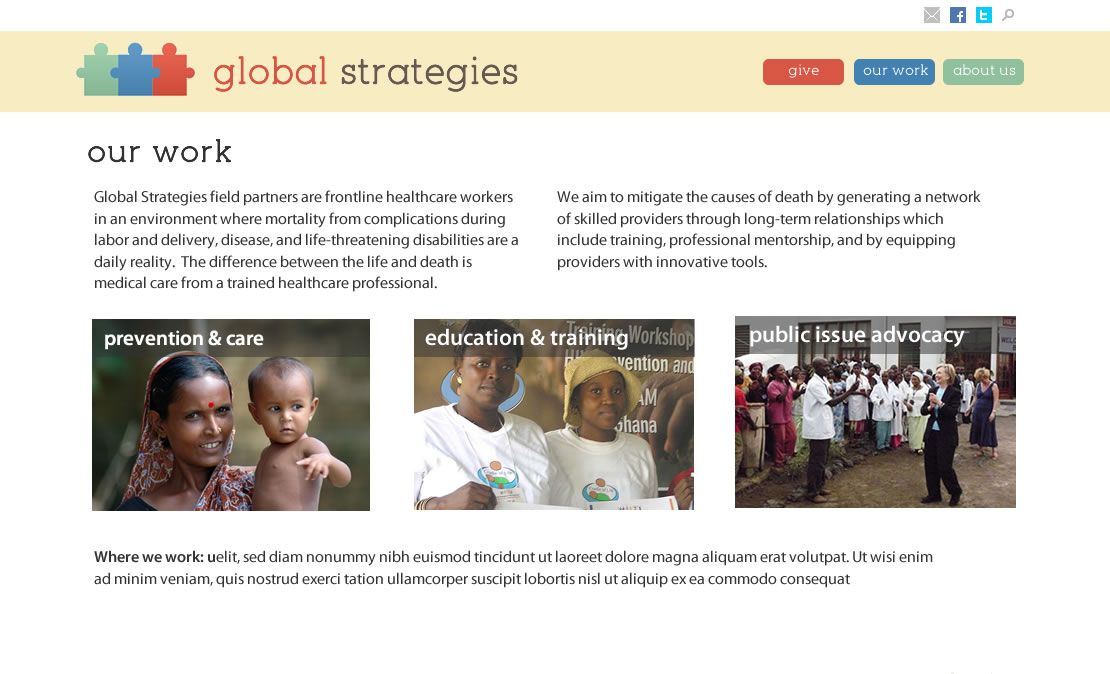 global strategies
give
our work
about us
our work
Global Strategies field partners are frontline healthcare workers
in an environment where mortality from complications during
labor and delivery, disease, and life-threatening disabilities are a
daily reality.  The difference between the life and death is
medical care from a trained healthcare professional.
We aim to mitigate the causes of death by generating a network
of skilled providers through long-term relationships which
include training, professional mentorship, and by equipping
providers with innovative tools.
prevention & care
education & training
Training Workshop
and
AM
public issue advocacy
Where we work: uelit, sed diam nonummy nibh euismod tincidunt ut laoreet dolore magna aliquam erat volutpat. Ut wisi enim
ad minim veniam, quis nostrud exerci tation ullamcorper suscipit lobortis nisl ut aliquip ex ea commodo consequat